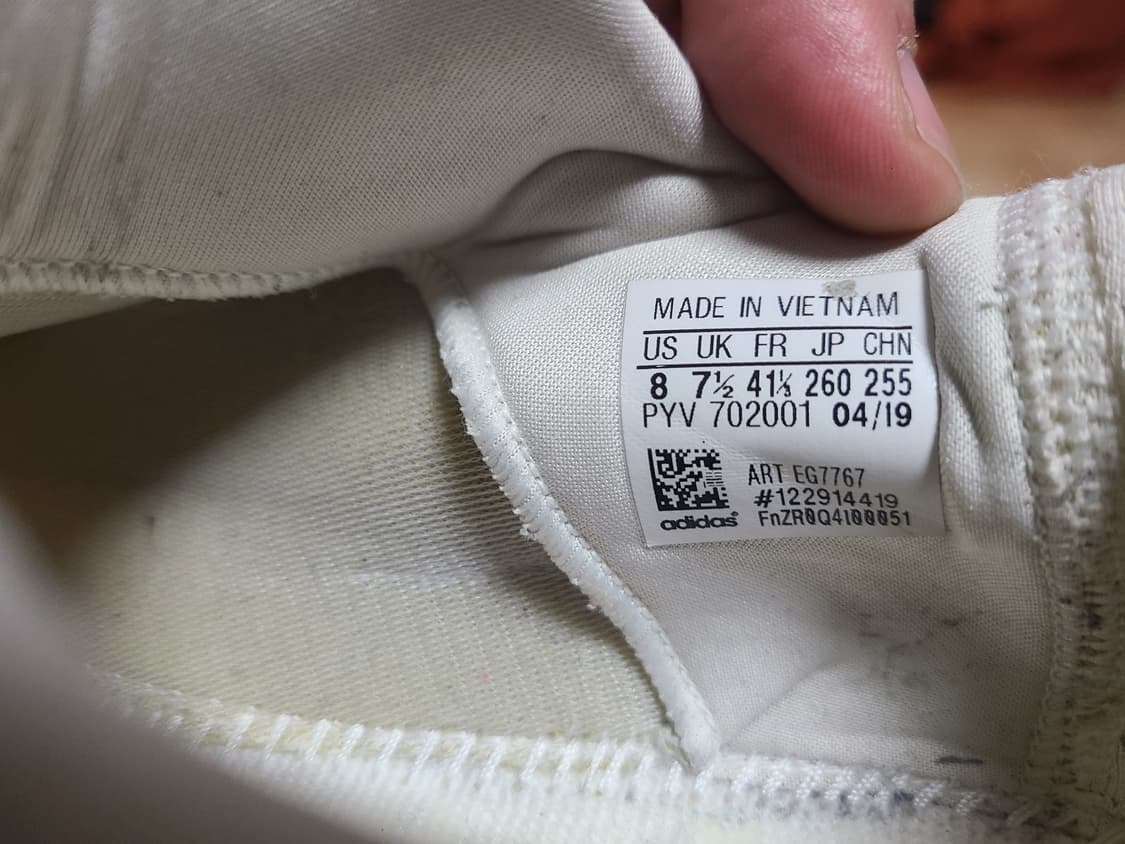 MADE IN VIETNAM
US UK FR JP CHN
8 7½ 41⅓ 260 255
PYV 702001 04/19
ART EG7767
#122914419
adidas® FnZR0Q4I00051